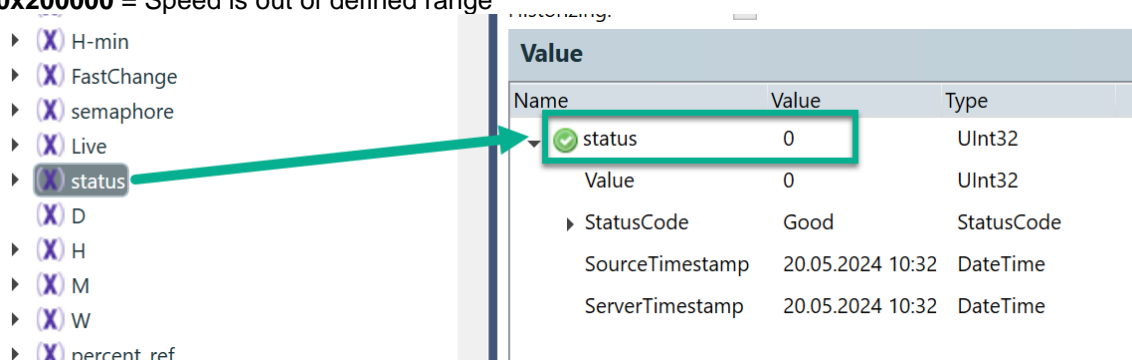 0x200000 = Speed is out of defined range
H-min
FastChange
semaphore
Live
status
D
H
M
W
percent_ref
Historizing:
Value
Name Value Type
status 0 UInt32
Value 0 UInt32
StatusCode Good StatusCode
SourceTimestamp 20.05.2024 10:32 DateTime
ServerTimestamp 20.05.2024 10:32 DateTime